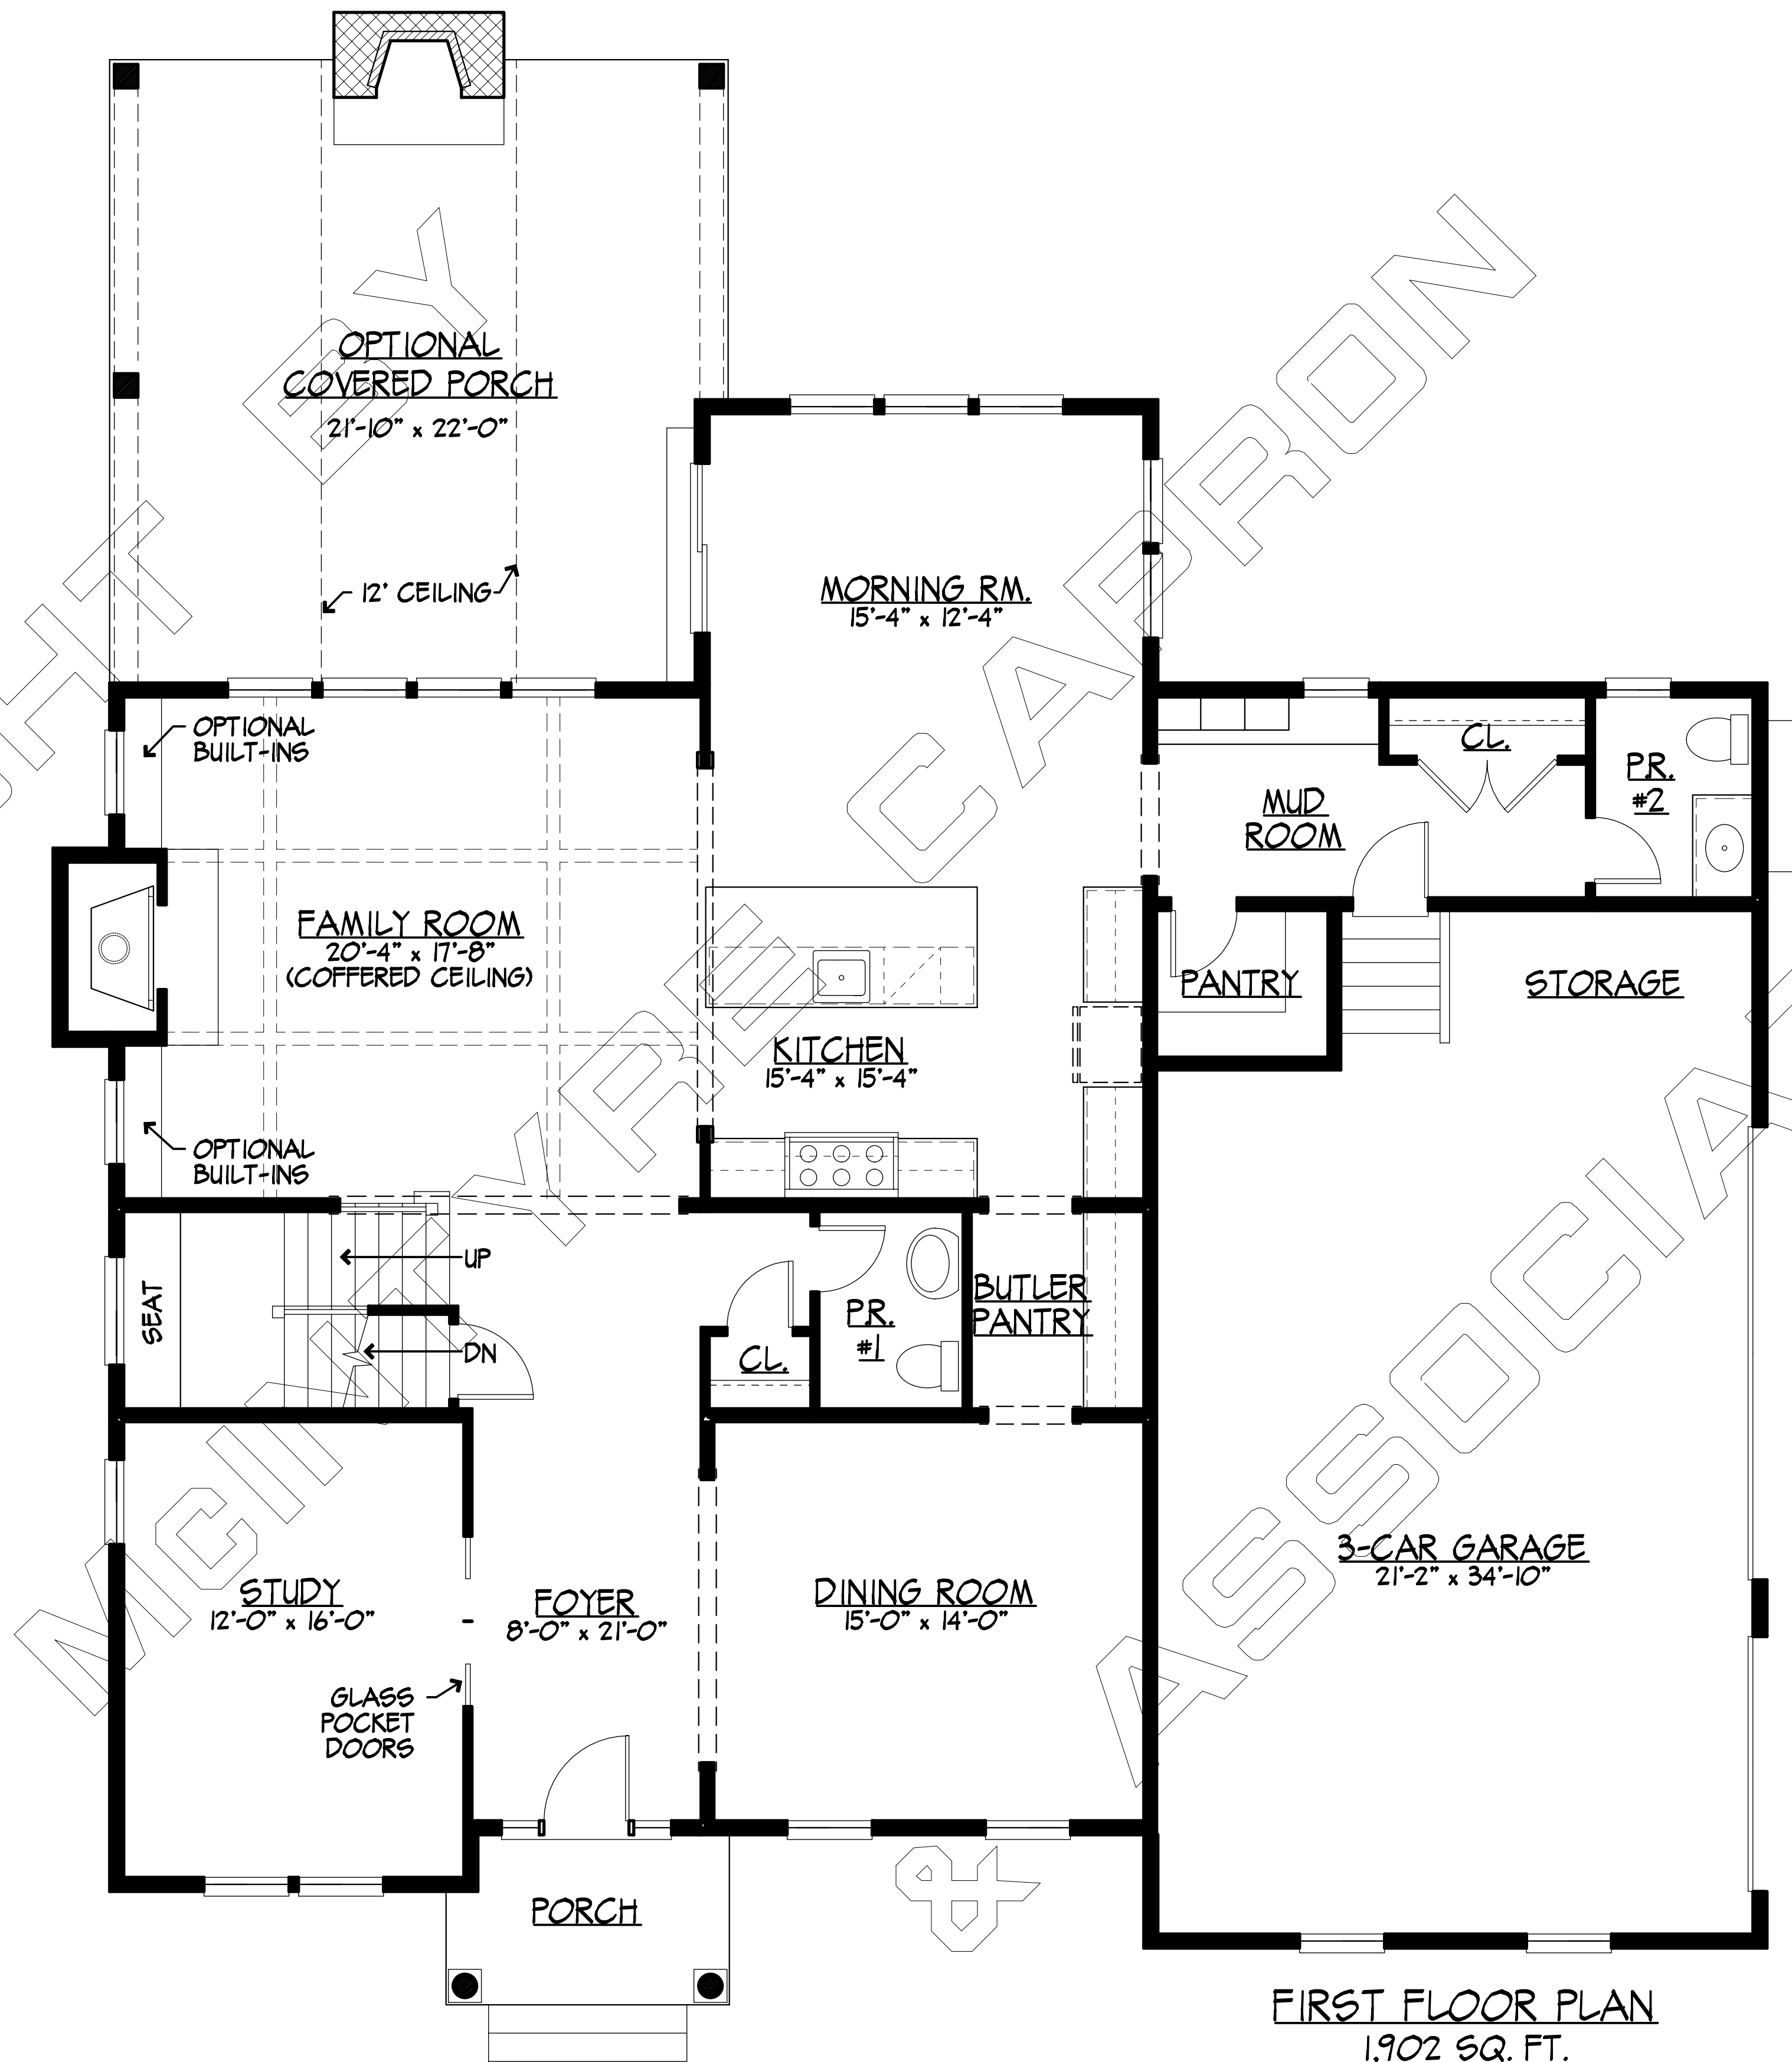 OPTIONAL
COVERED PORCH
21'-10" x 22'-0"
12' CEILING
MORNING RM.
15'-4" x 12'-4"
OPTIONAL
BUILT-INS
CL.
P.R.
#2
MUD
ROOM
FAMILY ROOM
20'-4" x 17'-8"
(COFFERED CEILING)
PANTRY
STORAGE
KITCHEN
15'-4" x 15'-4"
OPTIONAL
BUILT-INS
UP
SEAT
DN
CL.
P.R.
#1
BUTLER
PANTRY
3-CAR GARAGE
21'-2" x 34'-10"
STUDY
12'-0" x 16'-0"
FOYER
8'-0" x 21'-0"
DINING ROOM
15'-0" x 14'-0"
GLASS
POCKET
DOORS
PORCH
FIRST FLOOR PLAN
1,902 SQ. FT.
BY
CAPRON
&